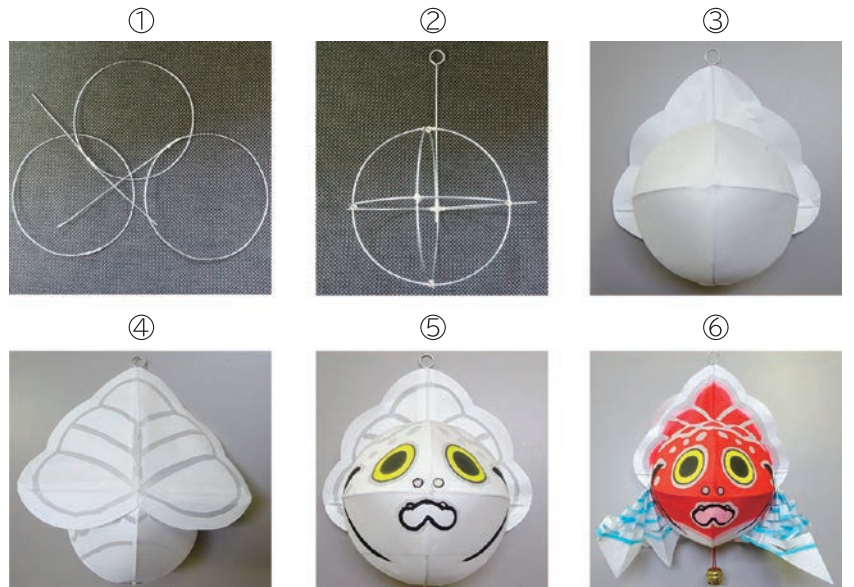 ① ② ③
④ ⑤ ⑥